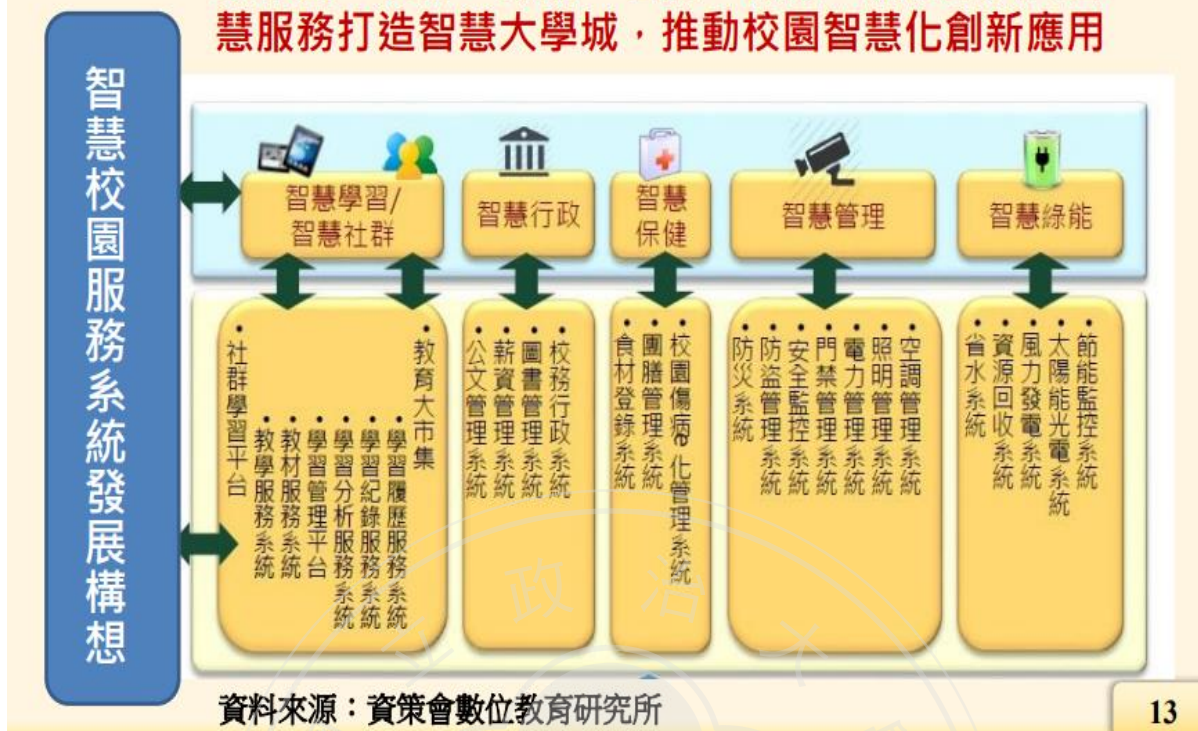 慧服務打造智慧大學城，推動校園智慧化創新應用
智慧校園服務系統發展構想
智慧學習/
智慧社群
智慧行政
智慧
保健
智慧管理
智慧綠能
• 教育大市集
• 學習履歷服務系統
• 學習紀錄服務系統
• 學習分析服務系統
• 學習管理平台
• 教材服務系統
• 教學服務系統
• 社群學習平台
• 校務行政系統
• 圖書管理系統
• 薪資管理系統
• 公文管理系統
• 校園傷病e化管理系統
• 團膳管理系統
• 食材登錄系統
• 空調管理系統
• 照明管理系統
• 電力管理系統
• 門禁管理系統
• 安全監控系統
• 防盜管理系統
• 防災系統
• 節能監控系統
• 太陽能光電系統
• 風力發電系統
• 資源回收系統
• 省水系統
立政治大
資料來源：資策會數位教育研究所
13